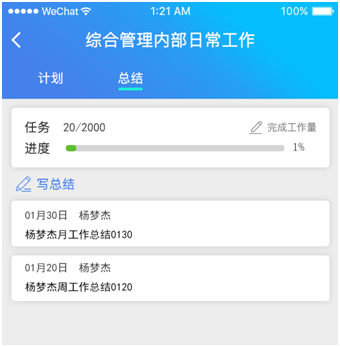 WeChat 1:21 AM 100%
综合管理内部日常工作
计划 总结
任务 20/2000 完成工作量
进度 1%
写总结
01月30日 杨梦杰
杨梦杰月工作总结0130
01月20日 杨梦杰
杨梦杰周工作总结0120